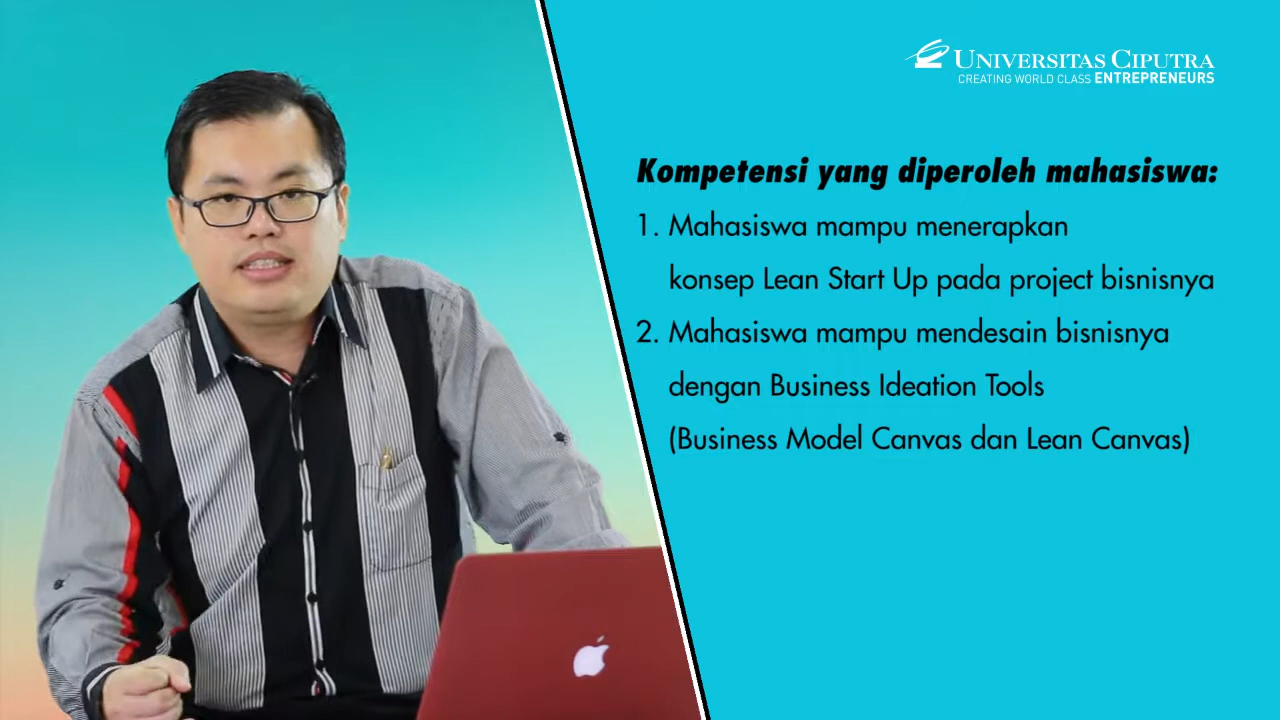 UNIVERSITAS CIPUTRA
CREATING WORLD CLASS ENTREPRENEURS
Kompetensi yang diperoleh mahasiswa:
1. Mahasiswa mampu menerapkan
konsep Lean Start Up pada project bisnisnya
2. Mahasiswa mampu mendesain bisnisnya
dengan Business Ideation Tools
(Business Model Canvas dan Lean Canvas)